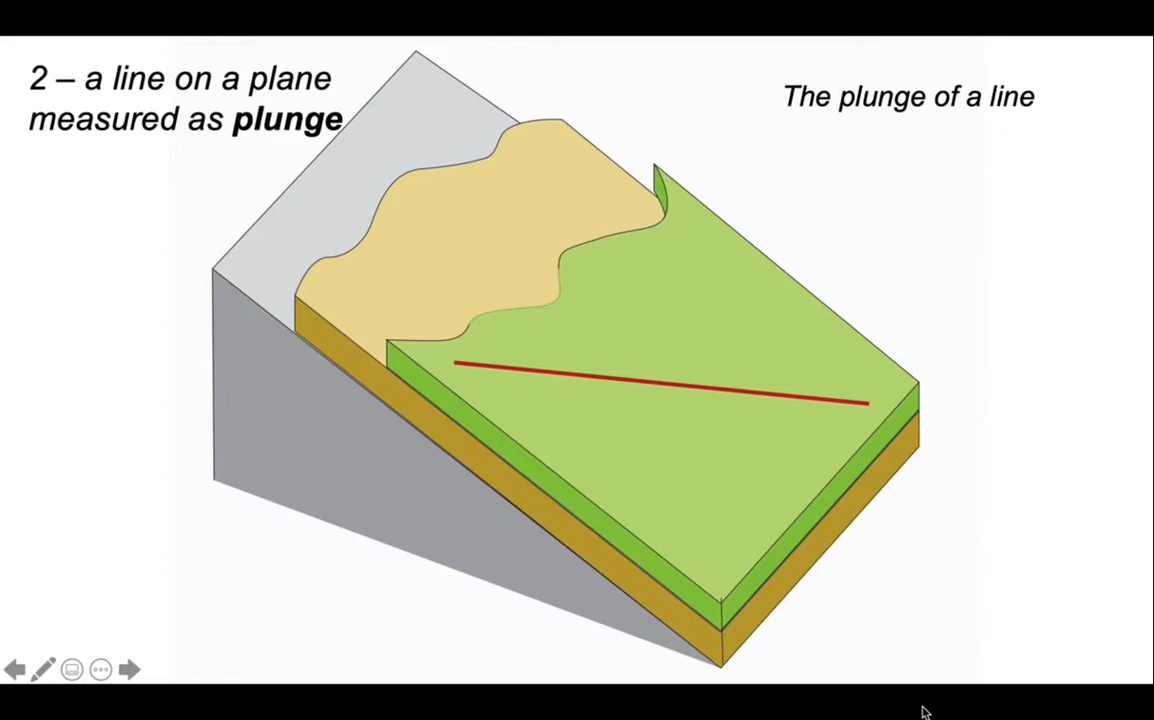 2 – a line on a plane
measured as plunge
The plunge of a line